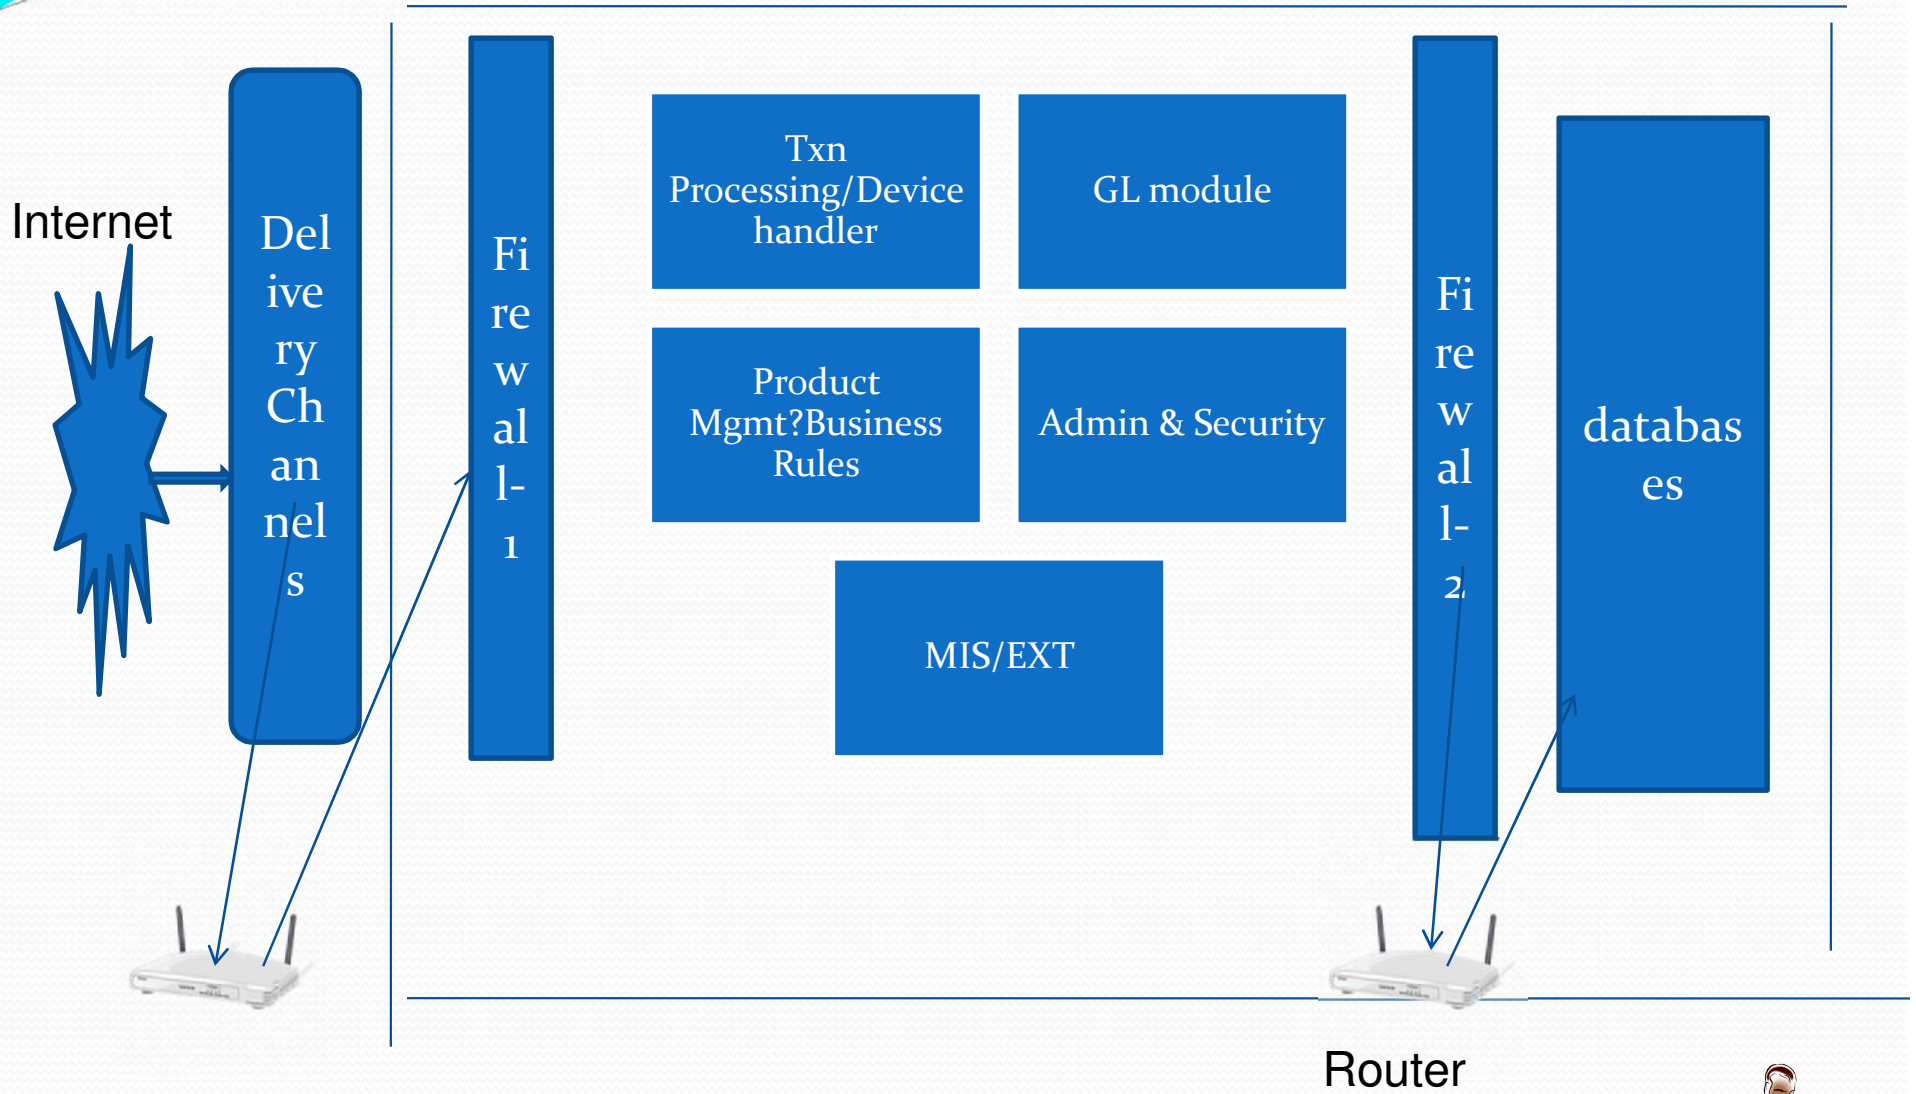 Internet
Del
ive
ry
Ch
an
nel
s
Fi
re
w
al
l-
1
Txn
Processing/Device
handler
GL module
Product
Mgmt?Business
Rules
Admin & Security
MIS/EXT
Fi
re
w
al
l-
2
databas
es
Router